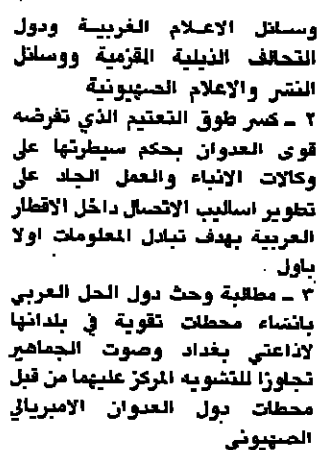 وسائل الاعلام الغربية ودول
التحالف الذيلية القزمية ووسائل
النشر والاعلام الصهيونية
٢ ـ كسر طوق التعتيم الذي تفرضه
قوى العدوان بحكم سيطرتها على
وكالات الانباء والعمل الجاد على
تطوير اساليب الاتصال داخل الاقطار
العربية بهدف تبادل المعلومات اولا
باول .
٣ ـ مطالبة وحث دول الحل العربي
بانشاء محطات تقوية في بلدانها
لاذاعتي بغداد وصوت الجماهير
تجاوزا للتشويه المركز عليهما من قبل
محطات دول العدوان الامبريالي
الصهيوني